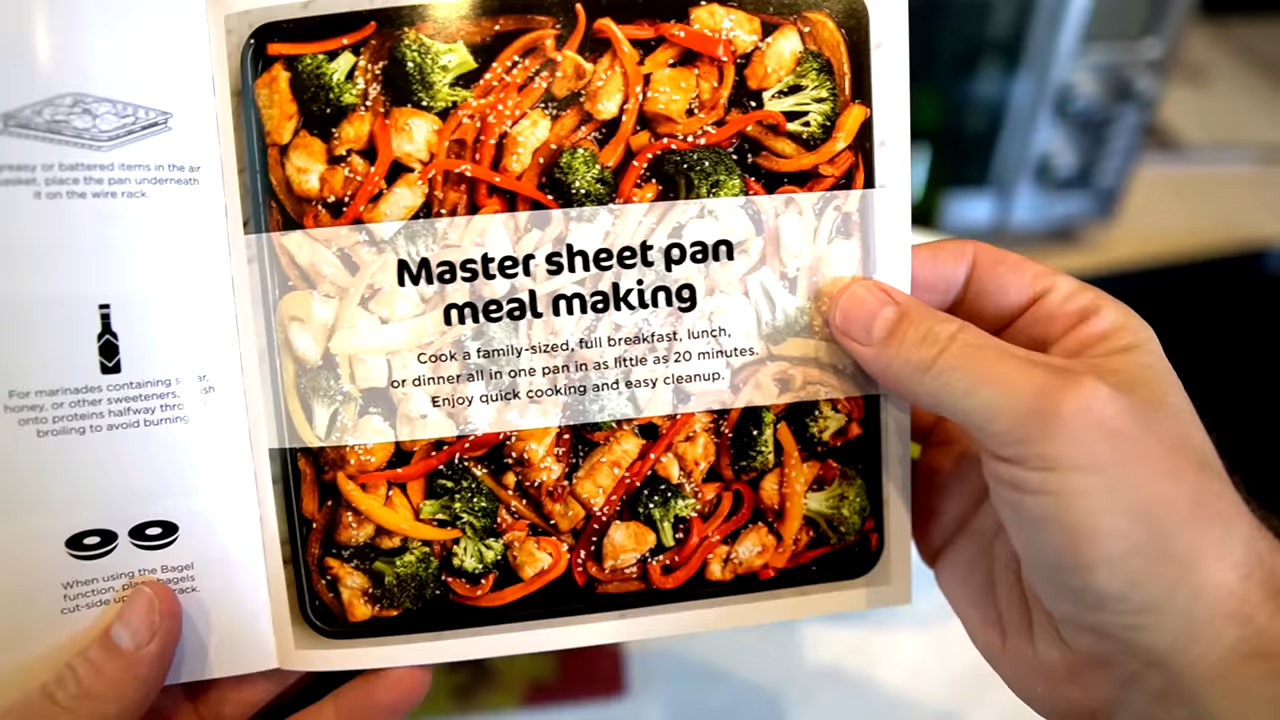 greasy or battered items in the air
basket, place the pan underneath
it on the wire rack.
For marinades containing
honey, or other sweeteners,
onto proteins halfway
broiling to avoid burning
When using the Bagel
function, bagels
cut-side rack.
Master sheet pan
meal making
Cook a family-sized, full breakfast, lunch,
or dinner all in one pan in as little as 20 minutes.
Enjoy quick cooking and easy cleanup.